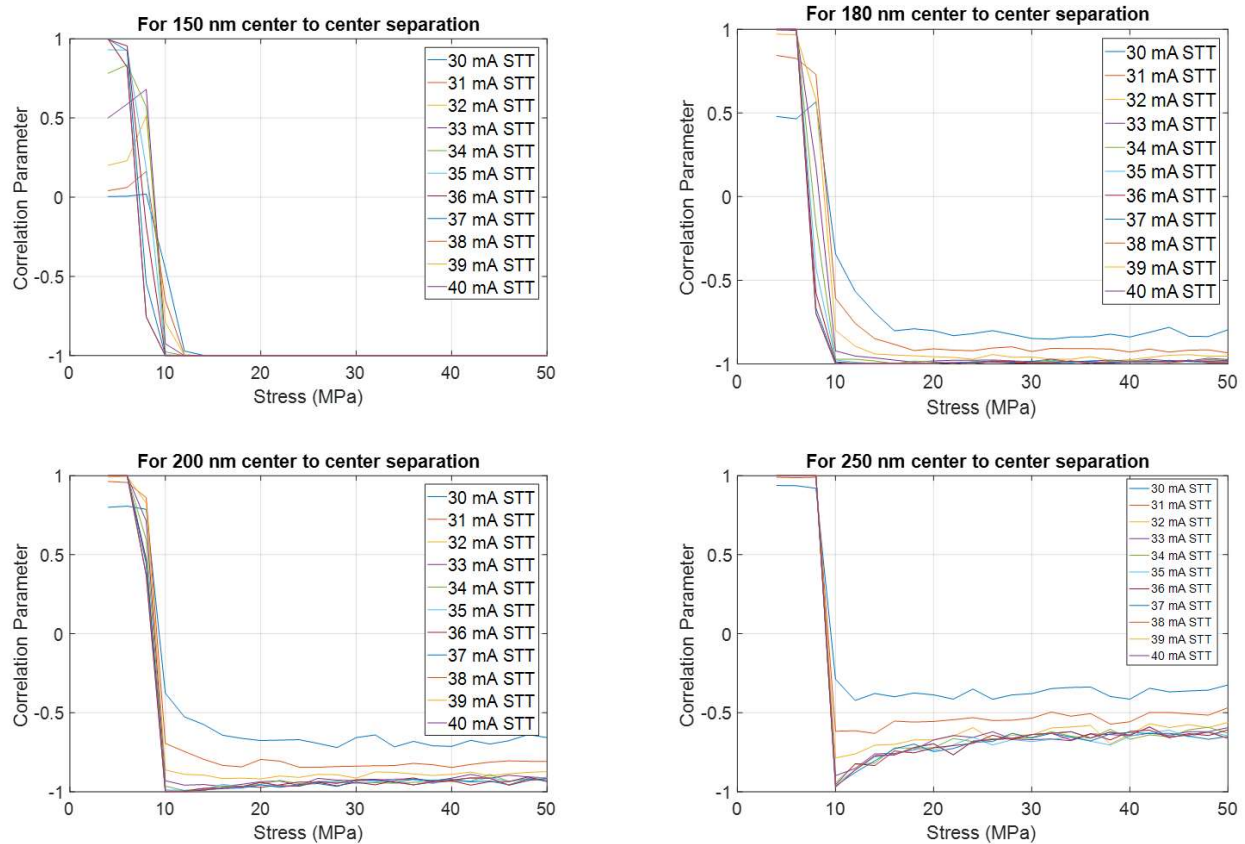 For 150 nm center to center separation
Correlation Parameter
1
0.5
0
-0.5
-1
30 mA STT
31 mA STT
32 mA STT
33 mA STT
34 mA STT
35 mA STT
36 mA STT
37 mA STT
38 mA STT
39 mA STT
40 mA STT
0 10 20 30 40 50
Stress (MPa)
For 180 nm center to center separation
Correlation Parameter
1
0.5
0
-0.5
-1
30 mA STT
31 mA STT
32 mA STT
33 mA STT
34 mA STT
35 mA STT
36 mA STT
37 mA STT
38 mA STT
39 mA STT
40 mA STT
0 10 20 30 40 50
Stress (MPa)
For 200 nm center to center separation
Correlation Parameter
1
0.5
0
-0.5
-1
30 mA STT
31 mA STT
32 mA STT
33 mA STT
34 mA STT
35 mA STT
36 mA STT
37 mA STT
38 mA STT
39 mA STT
40 mA STT
0 10 20 30 40 50
Stress (MPa)
For 250 nm center to center separation
Correlation Parameter
1
0.5
0
-0.5
-1
30 mA STT
31 mA STT
32 mA STT
33 mA STT
34 mA STT
35 mA STT
36 mA STT
37 mA STT
38 mA STT
39 mA STT
40 mA STT
0 10 20 30 40 50
Stress (MPa)